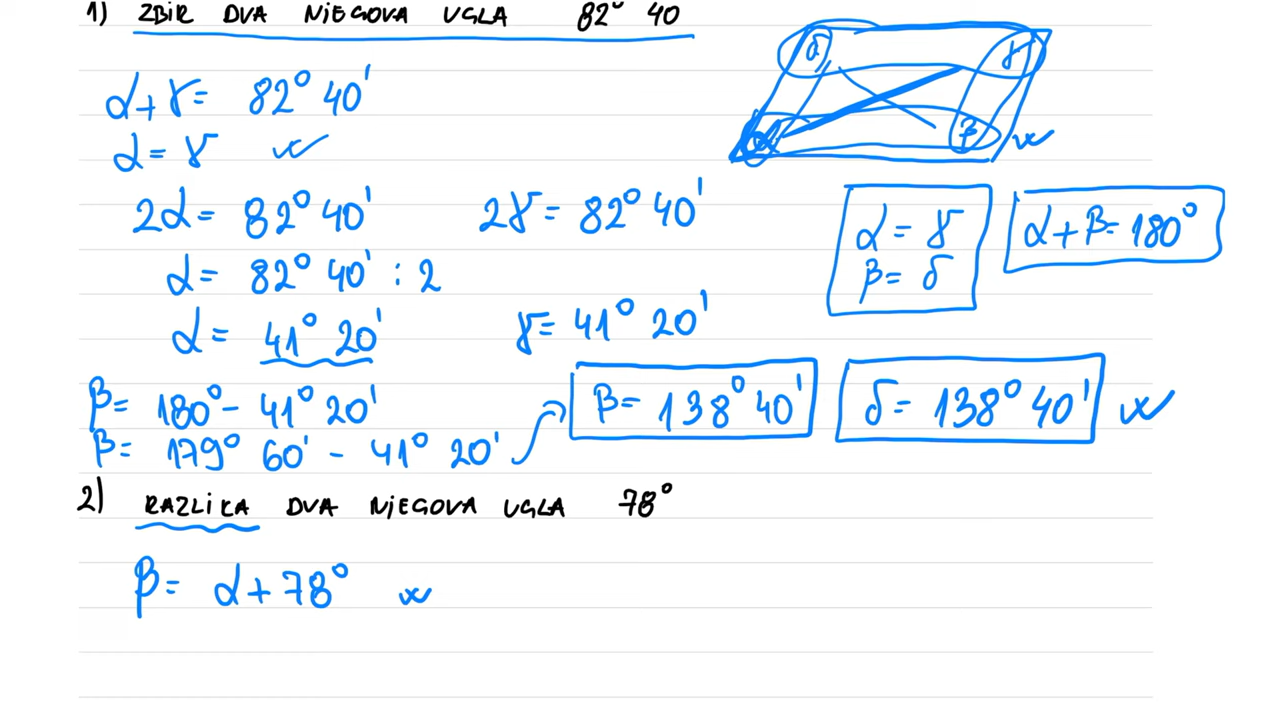 1) ZBIR DVA NJEGOVA UGLA 82° 40
δ γ
α β
α+γ= 82° 40'
α= γ
2α= 82° 40' 2γ= 82° 40'
α = γ
β= δ
α+β=180°
α= 82° 40' : 2
α= 41° 20' γ= 41° 20'
β= 180°- 41° 20'
β= 179° 60' - 41° 20'
β= 138° 40' δ= 138° 40'
2) RAZLIKA DVA NJEGOVA UGLA 78°
β= α+78°